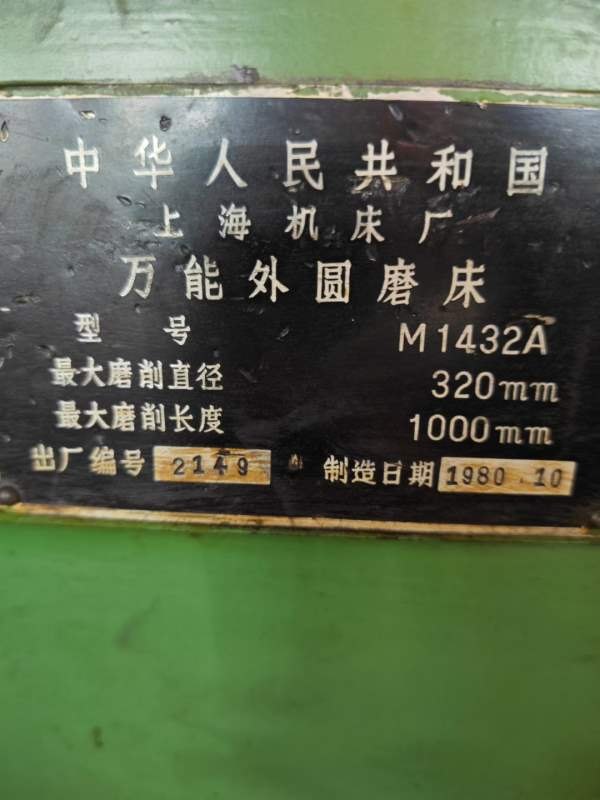 中华人民共和国
上海机床厂
万能外圆磨床
型 号 M1432A
最大磨削直径 320mm
最大磨削长度 1000mm
出厂编号 2149 制造日期 1980.10